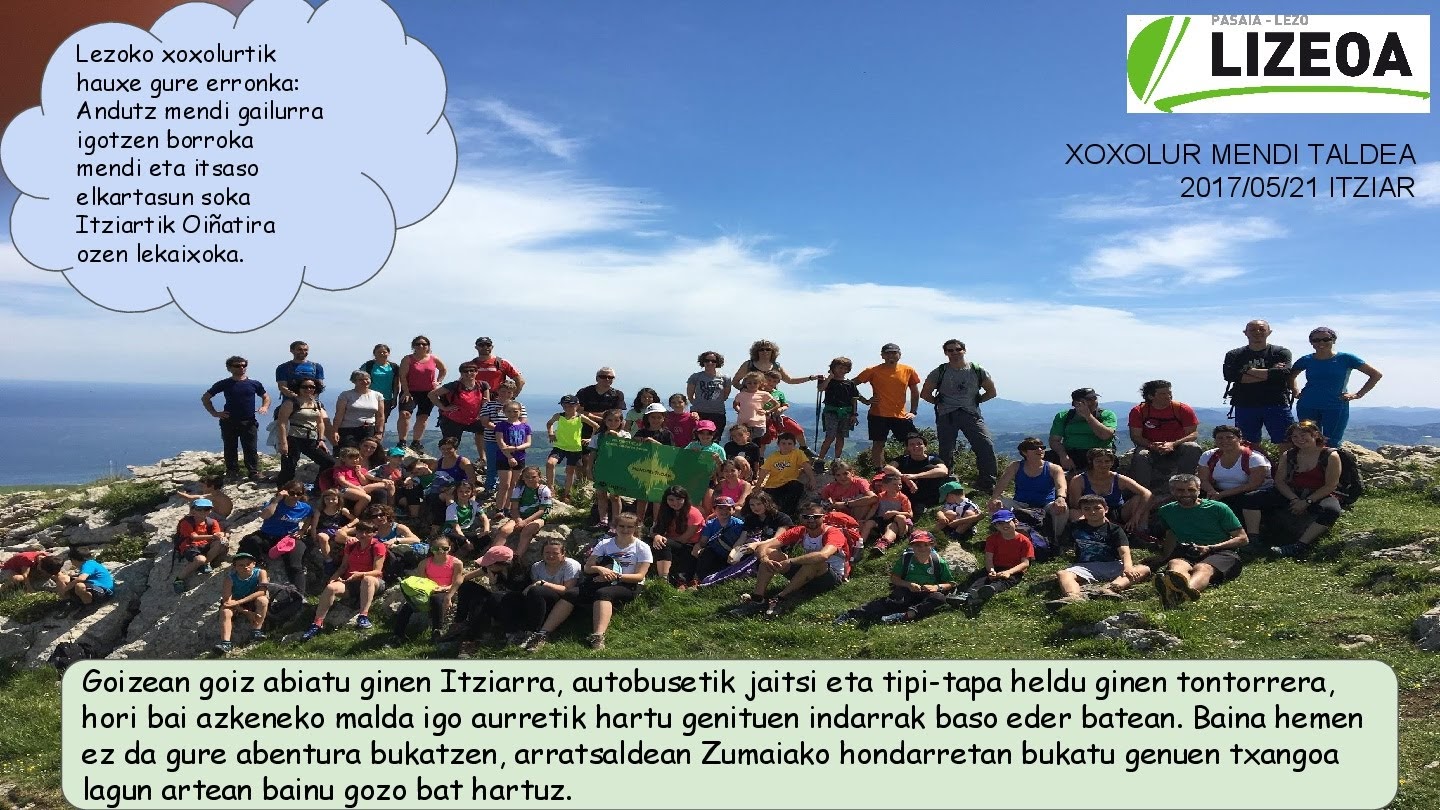 Lezoko xoxolurtik
hauxe gure erronka:
Andutz mendi gailurra
igotzen borroka
mendi eta itsaso
elkartasun soka
Itziartik Oiñatira
ozen lekaixoka.
PASAIA - LEZO
LIZEOA
XOXOLUR MENDI TALDEA
2017/05/21 ITZIAR
Goizean goiz abiatu ginen Itziarra, autobusetik jaitsi eta tipi-tapa heldu ginen tontorrera,
hori bai azkeneko malda igo aurretik hartu genituen indarrak baso eder batean. Baina hemen
ez da gure abentura bukatzen, arratsaldean Zumaiako hondarretan bukatu genuen txangoa
lagun artean bainu gozo bat hartuz.